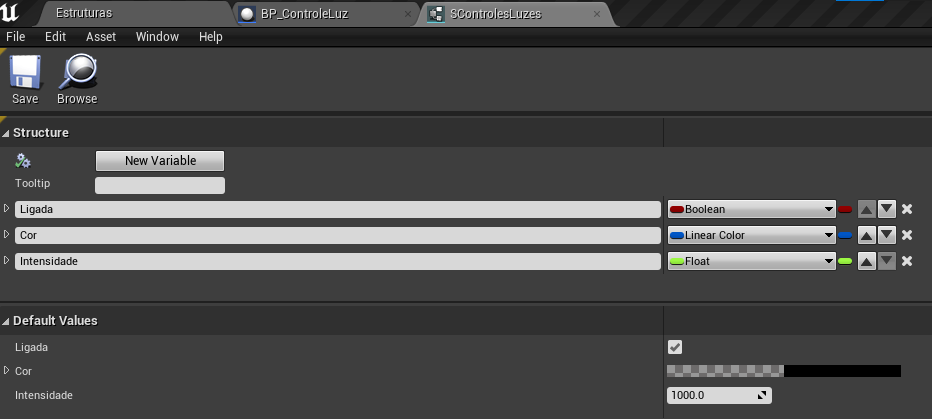 Estruturas BP_ControleLuz SControlesLuzes
File Edit Asset Window Help
Save Browse
Structure
New Variable
Tooltip
Ligada Boolean
Cor Linear Color
Intensidade Float
Default Values
Ligada
Cor
Intensidade 1000.0